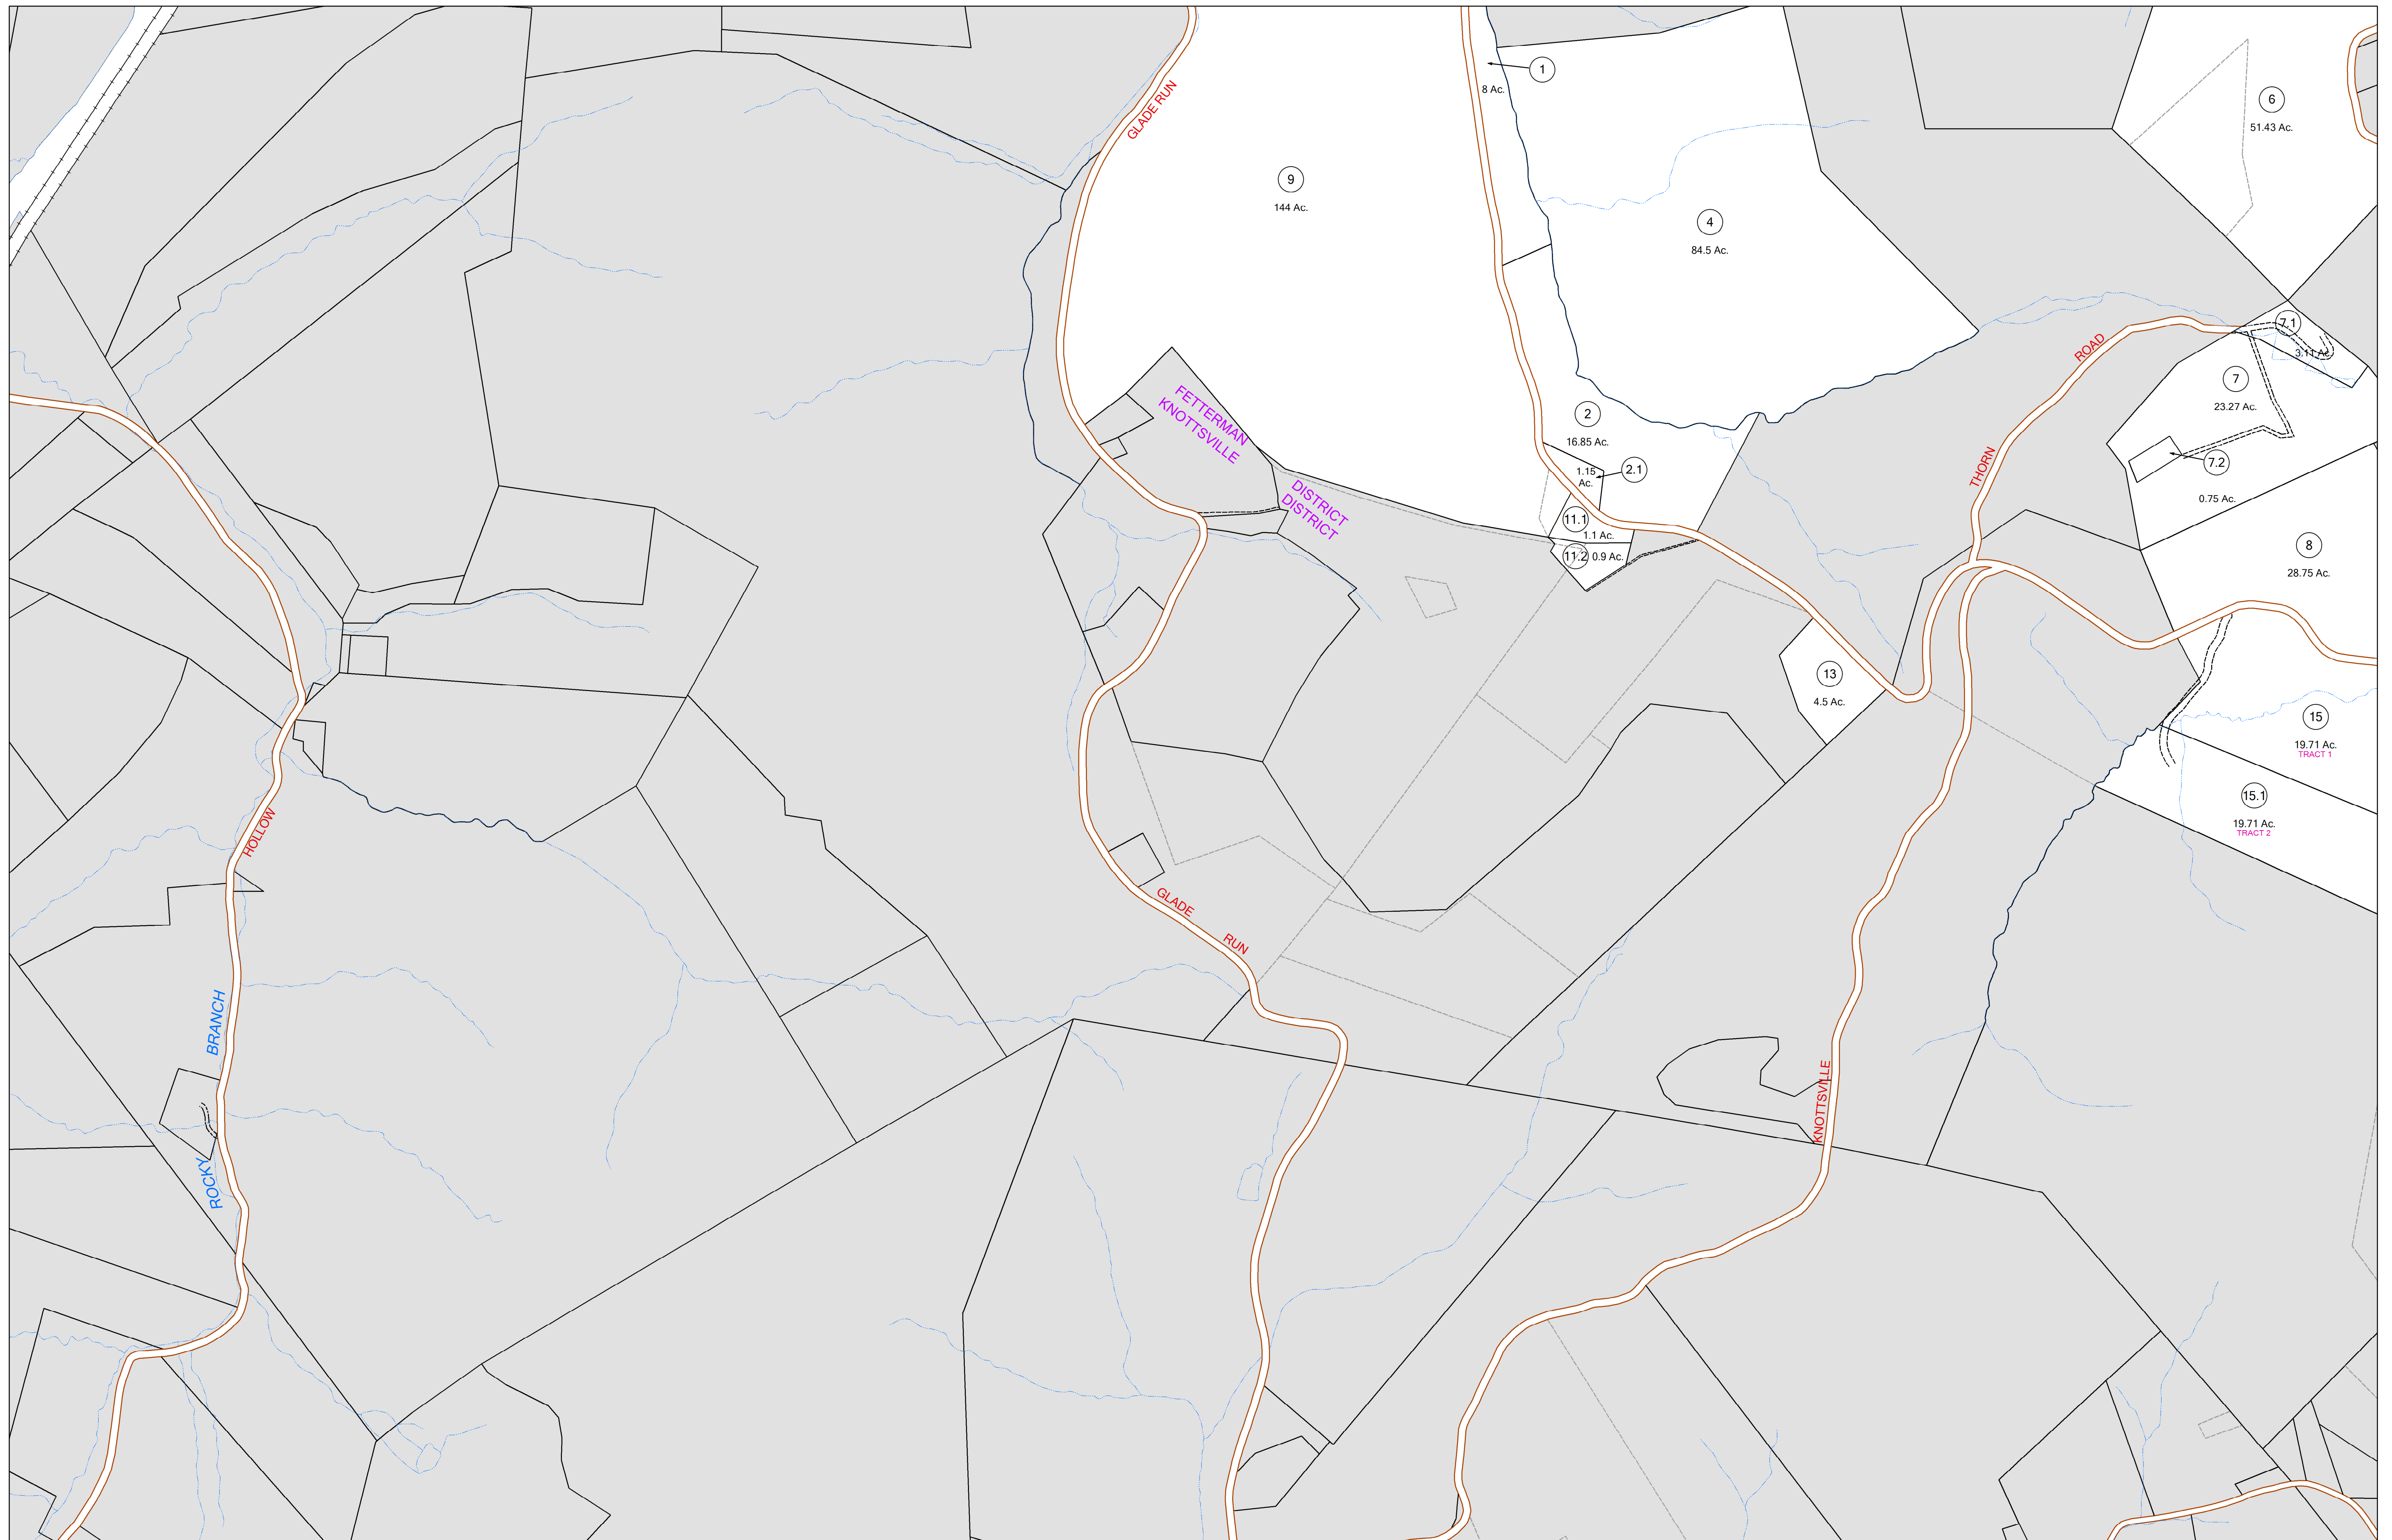 1
8 Ac.
6
51.43 Ac.
GLADE RUN
9
144 Ac.
4
84.5 Ac.
7.1
3.11 Ac.
ROAD
7
23.27 Ac.
FETTERMAN
KNOTTSVILLE
DISTRICT
DISTRICT
2
16.85 Ac.
1.15
Ac.
2.1
THORN
7.2
0.75 Ac.
11.1
1.1 Ac.
11.2
0.9 Ac.
8
28.75 Ac.
13
4.5 Ac.
15
19.71 Ac.
TRACT 1
15.1
19.71 Ac.
TRACT 2
HOLLOW
GLADE
RUN
BRANCH
KNOTTSVILLE
ROCKY